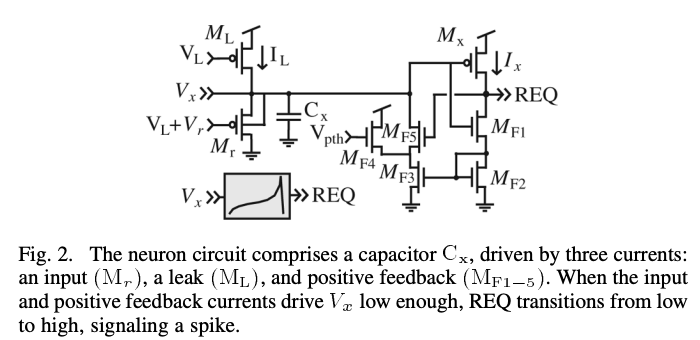 M_L
V_L
I_L
M_x
I_x
V_x
REQ
C_x
V_L+V_r
V_pth
M_F5
M_F1
M_r
M_F4
M_F3
M_F2
V_x
REQ
Fig. 2. The neuron circuit comprises a capacitor C_x, driven by three currents:
an input (M_r), a leak (M_L), and positive feedback (M_F1−5). When the input
and positive feedback currents drive V_x low enough, REQ transitions from low
to high, signaling a spike.